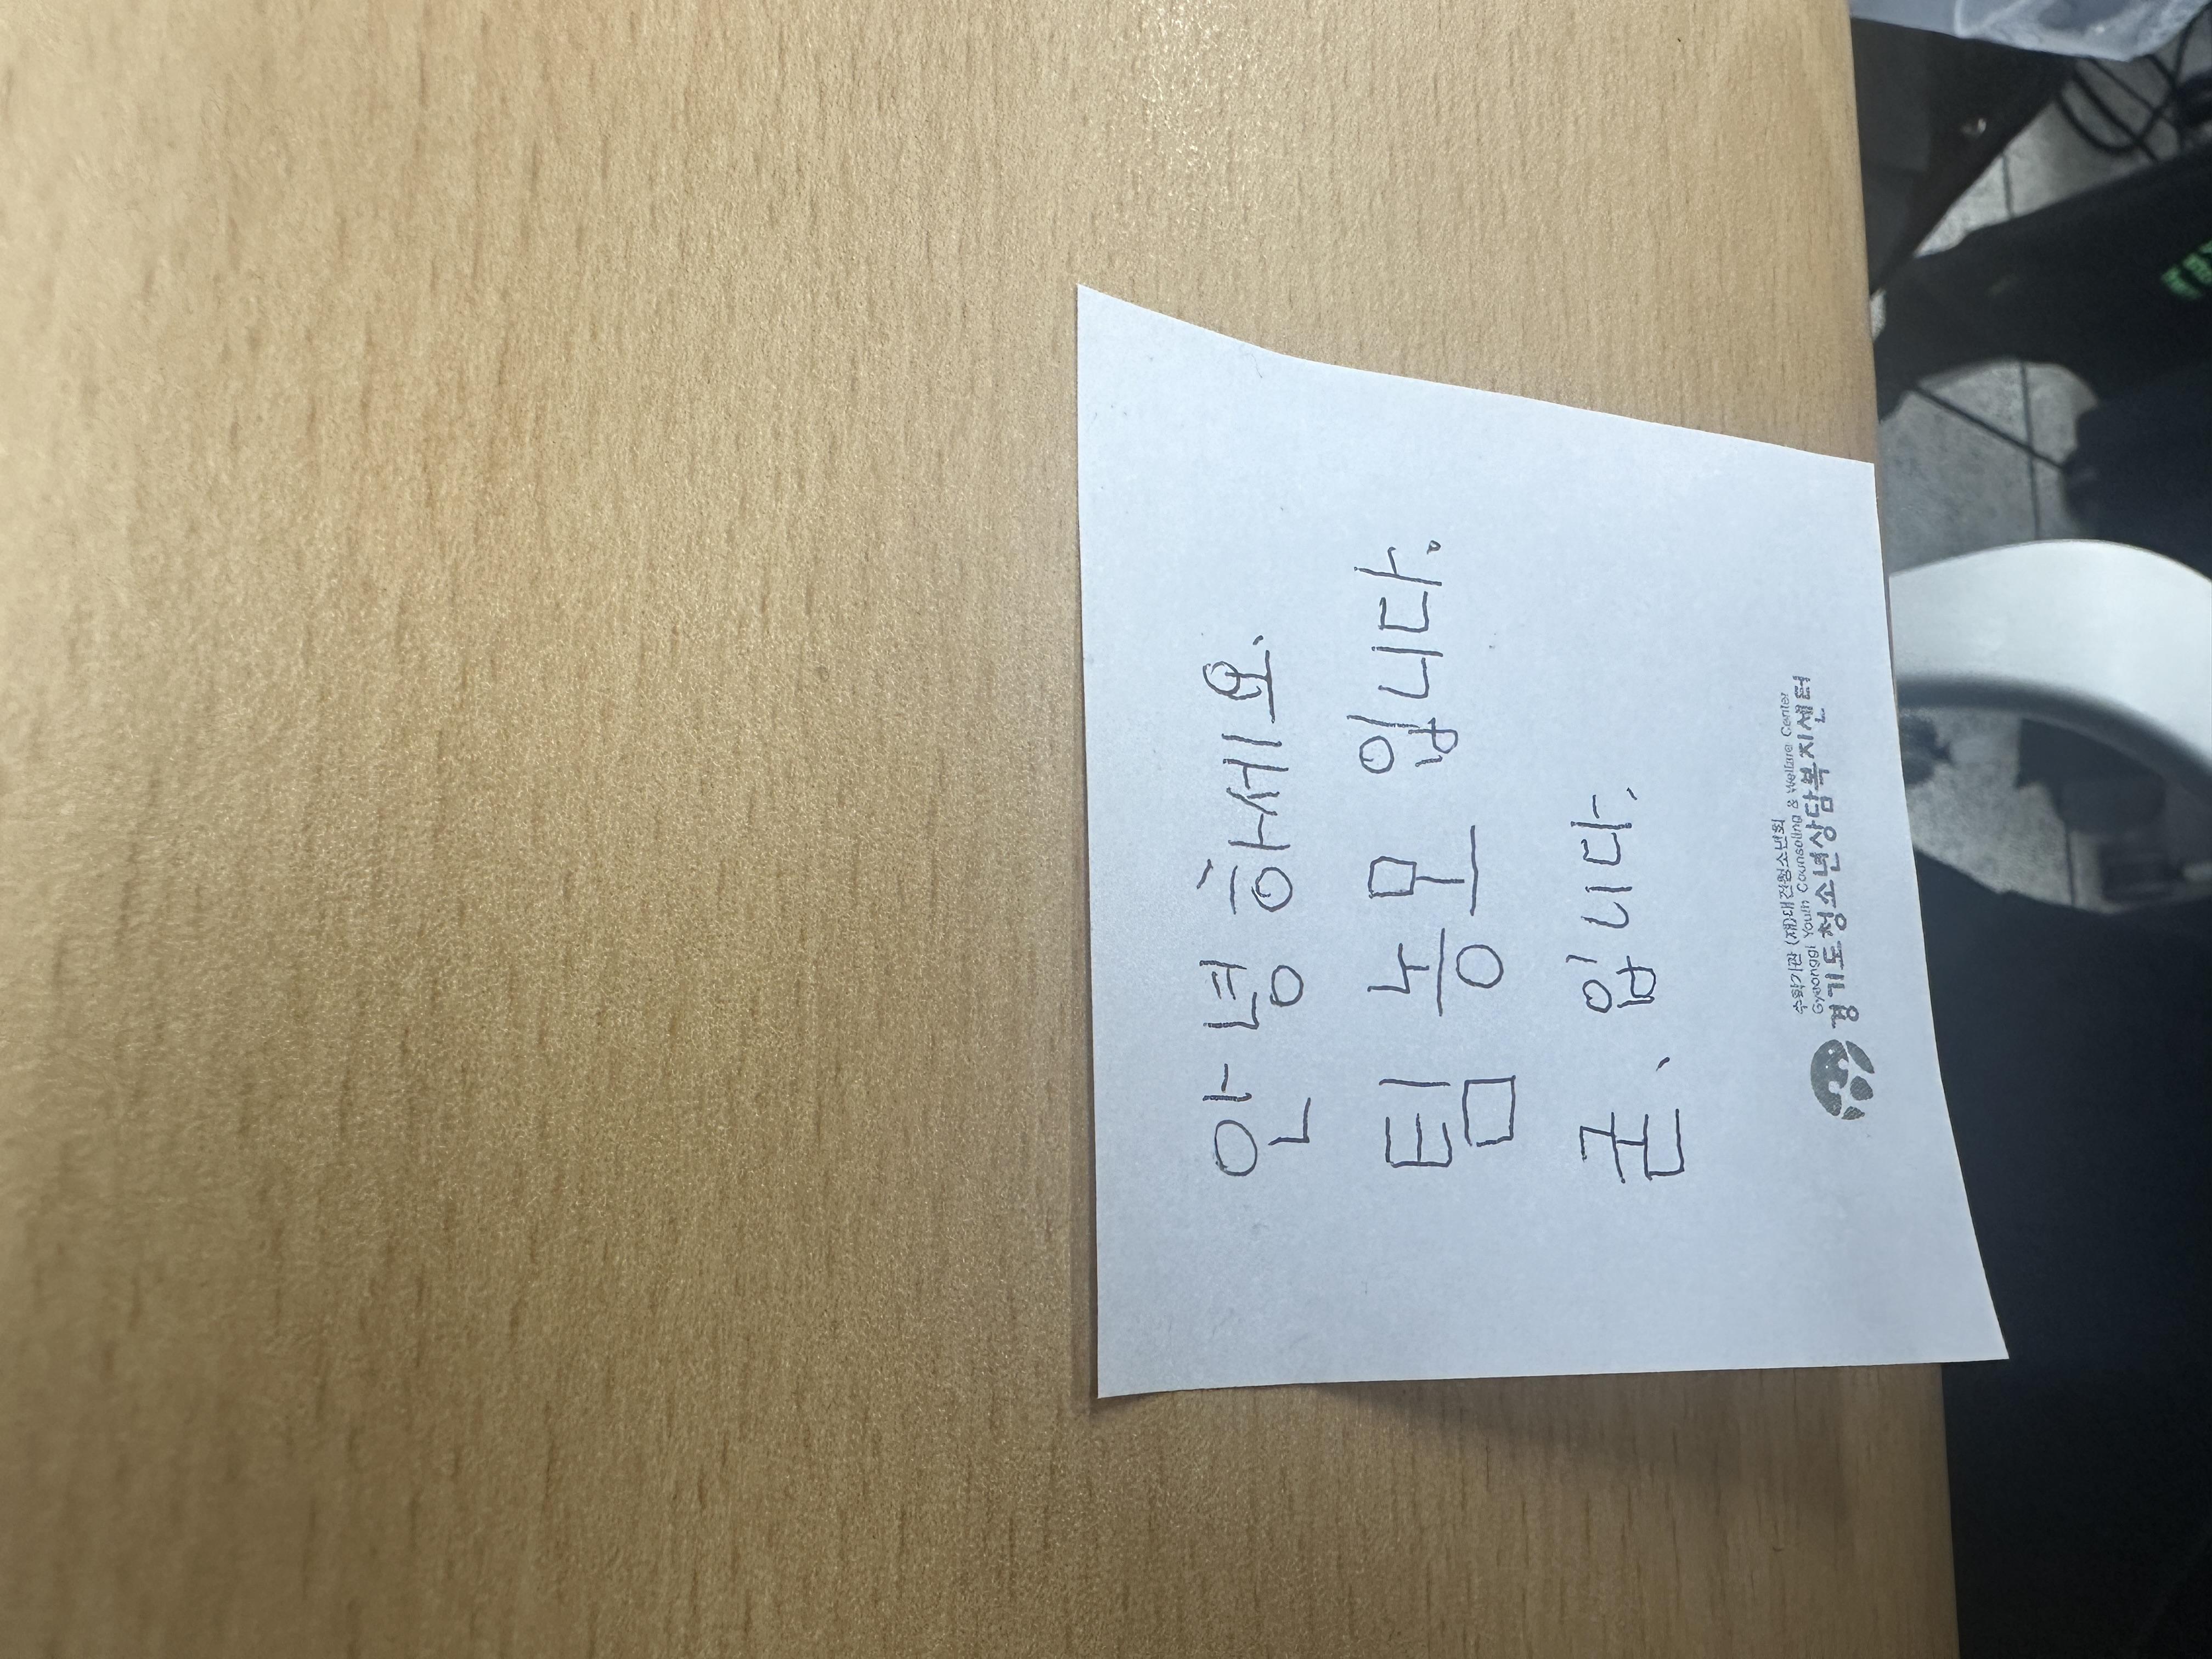 안녕하세요.
팀 농모 입니다.
굳, 입니다.
수탁기관 (재)대전청소년회
Gyeonggi Youth Counseling & Welfare Center
경기도청소년상담복지센터